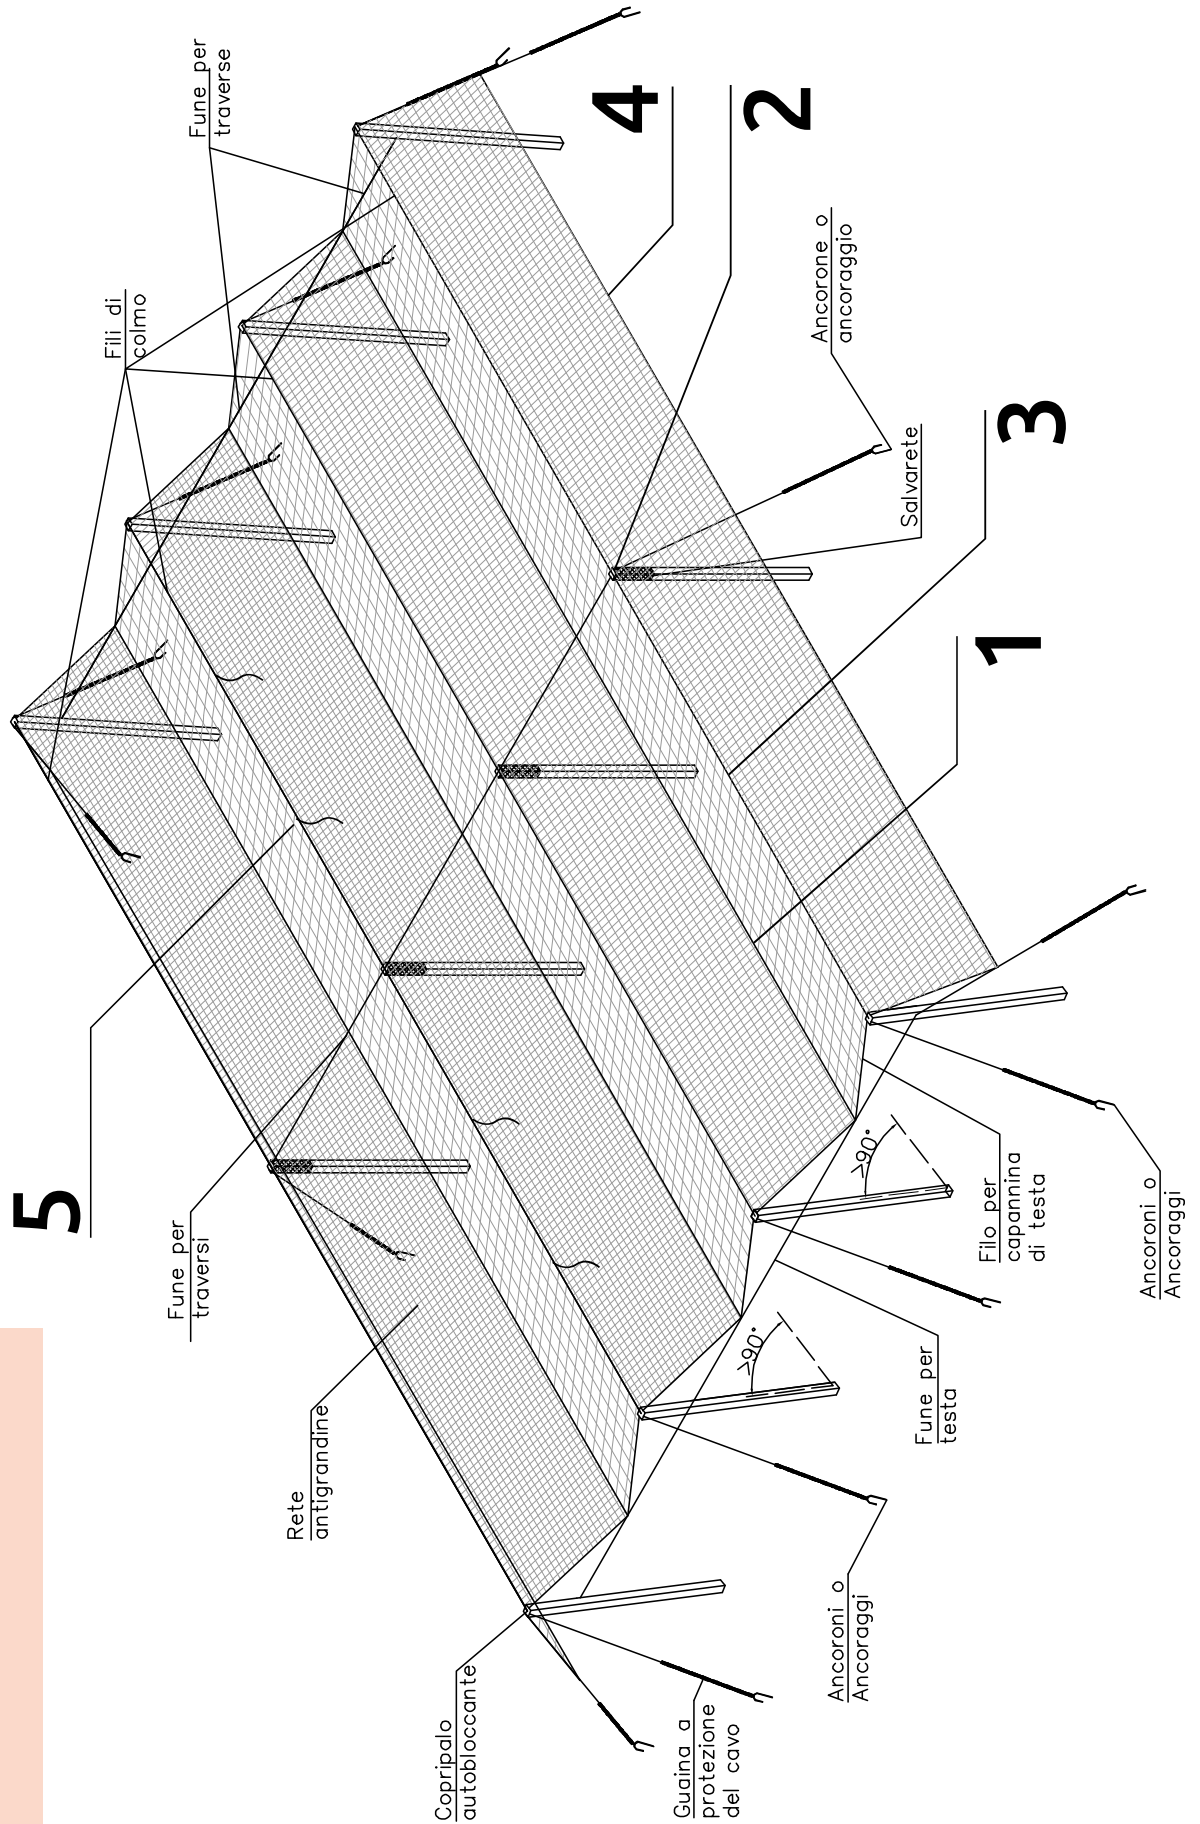 Fune per
traverse
Fili di
colmo
4
2
Ancorone o
ancoraggio
3
Salvarete
1
5
Fune per
traversi
Rete
antigrandine
>90°
>90°
Filo per
capannina
di testa
Ancoroni o
Ancoraggi
Fune per
testa
Ancoroni o
Ancoraggi
Copripalo
autobloccante
Guaina a
protezione
del cavo